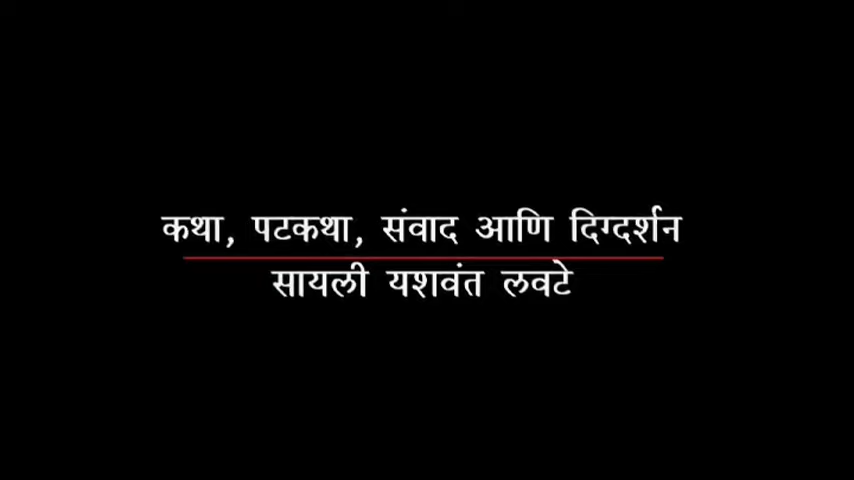 कथा, पटकथा, संवाद आणि दिग्दर्शन
सायली यशवंत लवटे